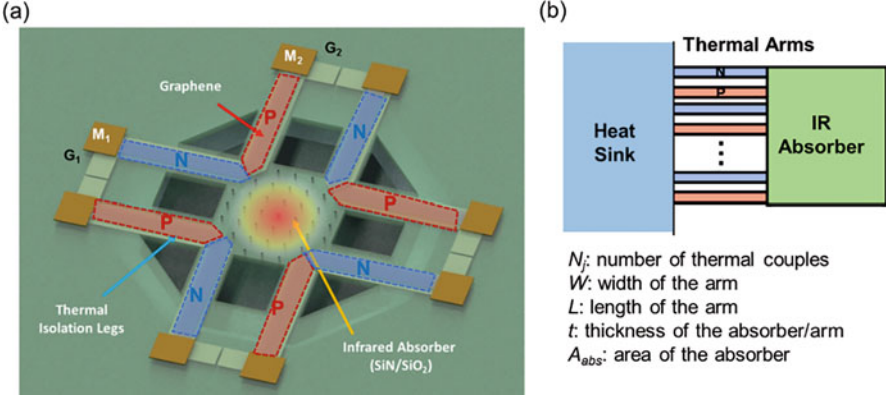 (a)
G₂
M₂
Graphene
P
N
M₁
G₁
N
P
P
N
P
N
Thermal
Isolation Legs
Infrared Absorber
(SiN/SiO₂)
(b)
Thermal Arms
N
P
Heat
Sink
IR
Absorber
Nⱼ: number of thermal couples
W: width of the arm
L: length of the arm
t: thickness of the absorber/arm
A_abs: area of the absorber